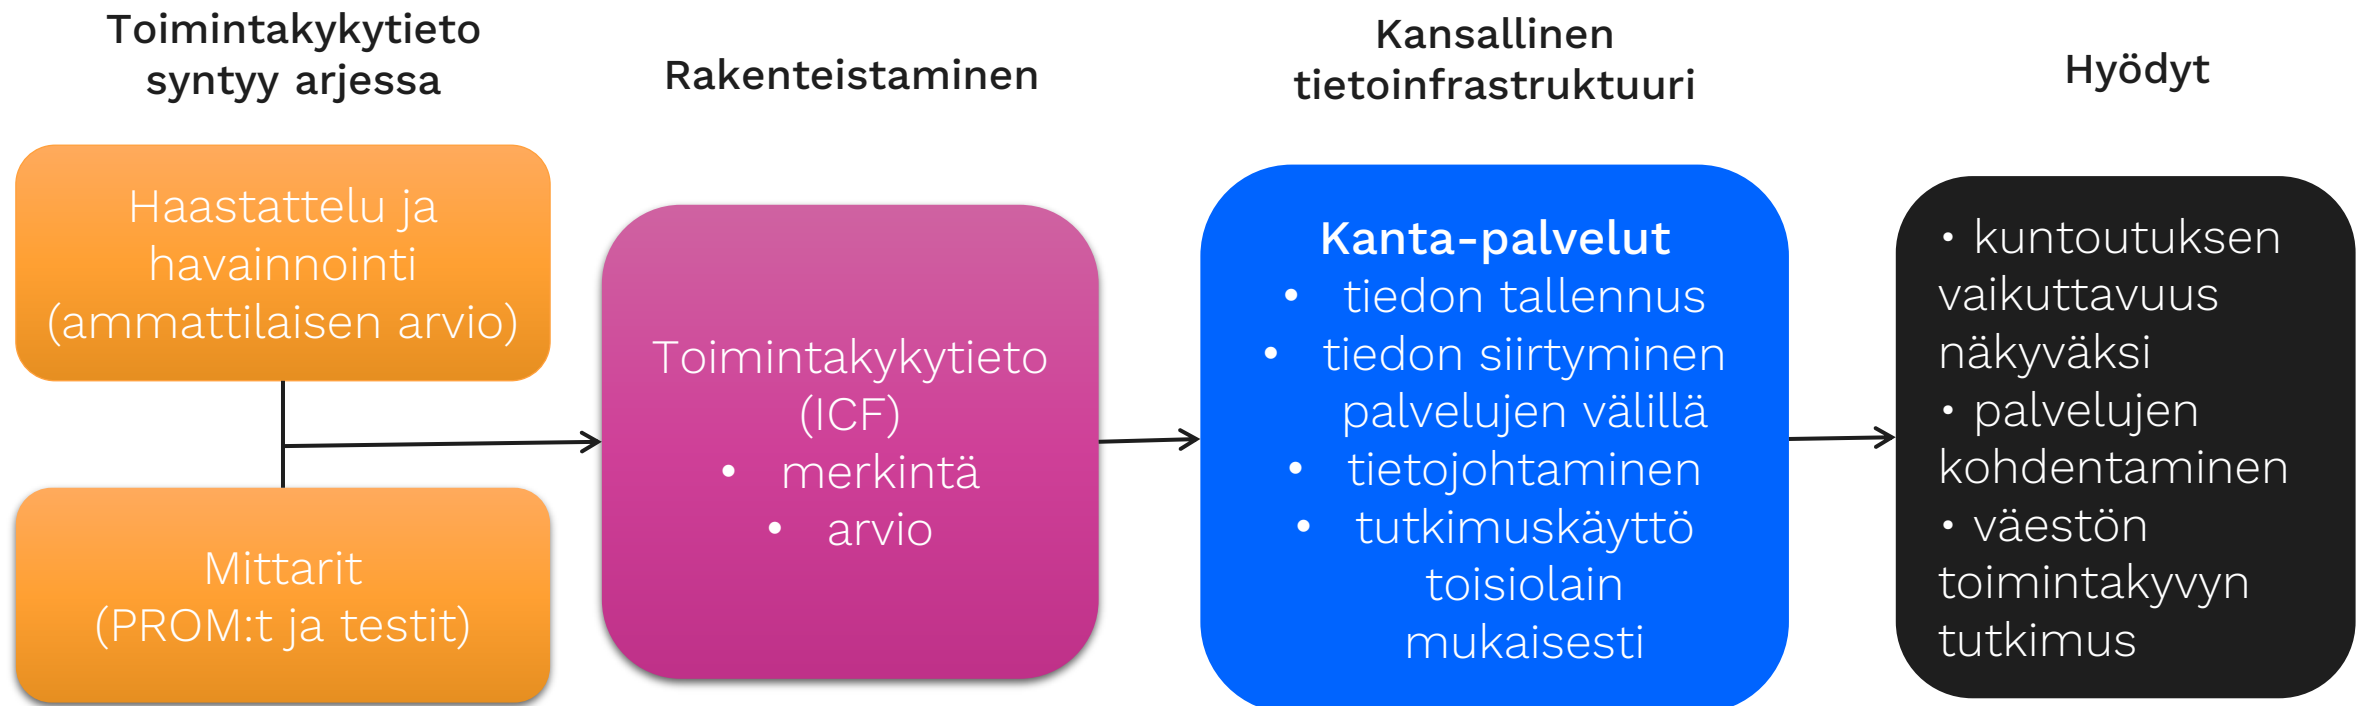 Toimintakykytieto
syntyy arjessa
Haastattelu ja
havainnointi
(ammattilaisen arvio)
Mittarit
(PROM:t ja testit)
Rakenteistaminen
Toimintakykytieto
(ICF)
• merkintä
• arvio
Kansallinen
tietoinfrastruktuuri
Kanta-palvelut
• tiedon tallennus
• tiedon siirtyminen
palvelujen välillä
• tietojohtaminen
• tutkimuskäyttö
toisiolain
mukaisesti
Hyödyt
• kuntoutuksen
vaikuttavuus
näkyväksi
• palvelujen
kohdentaminen
• väestön
toimintakyvyn
tutkimus